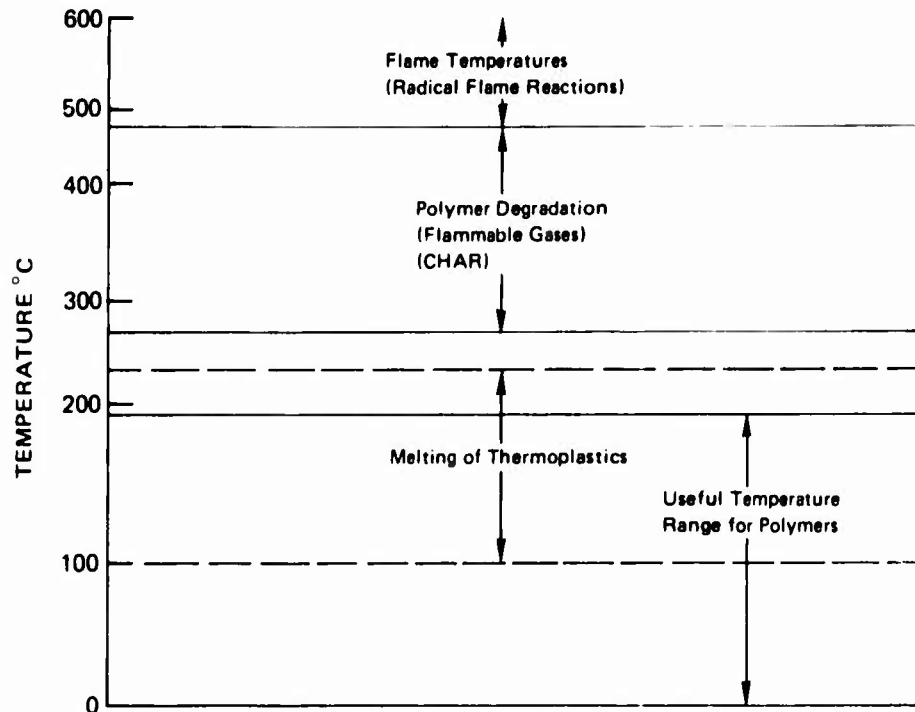 TEMPERATURE °C
600
500
400
300
200
100
0
Flame Temperatures
(Radical Flame Reactions)
Polymer Degradation
(Flammable Gases)
(CHAR)
Melting of Thermoplastics
Useful Temperature
Range for Polymers